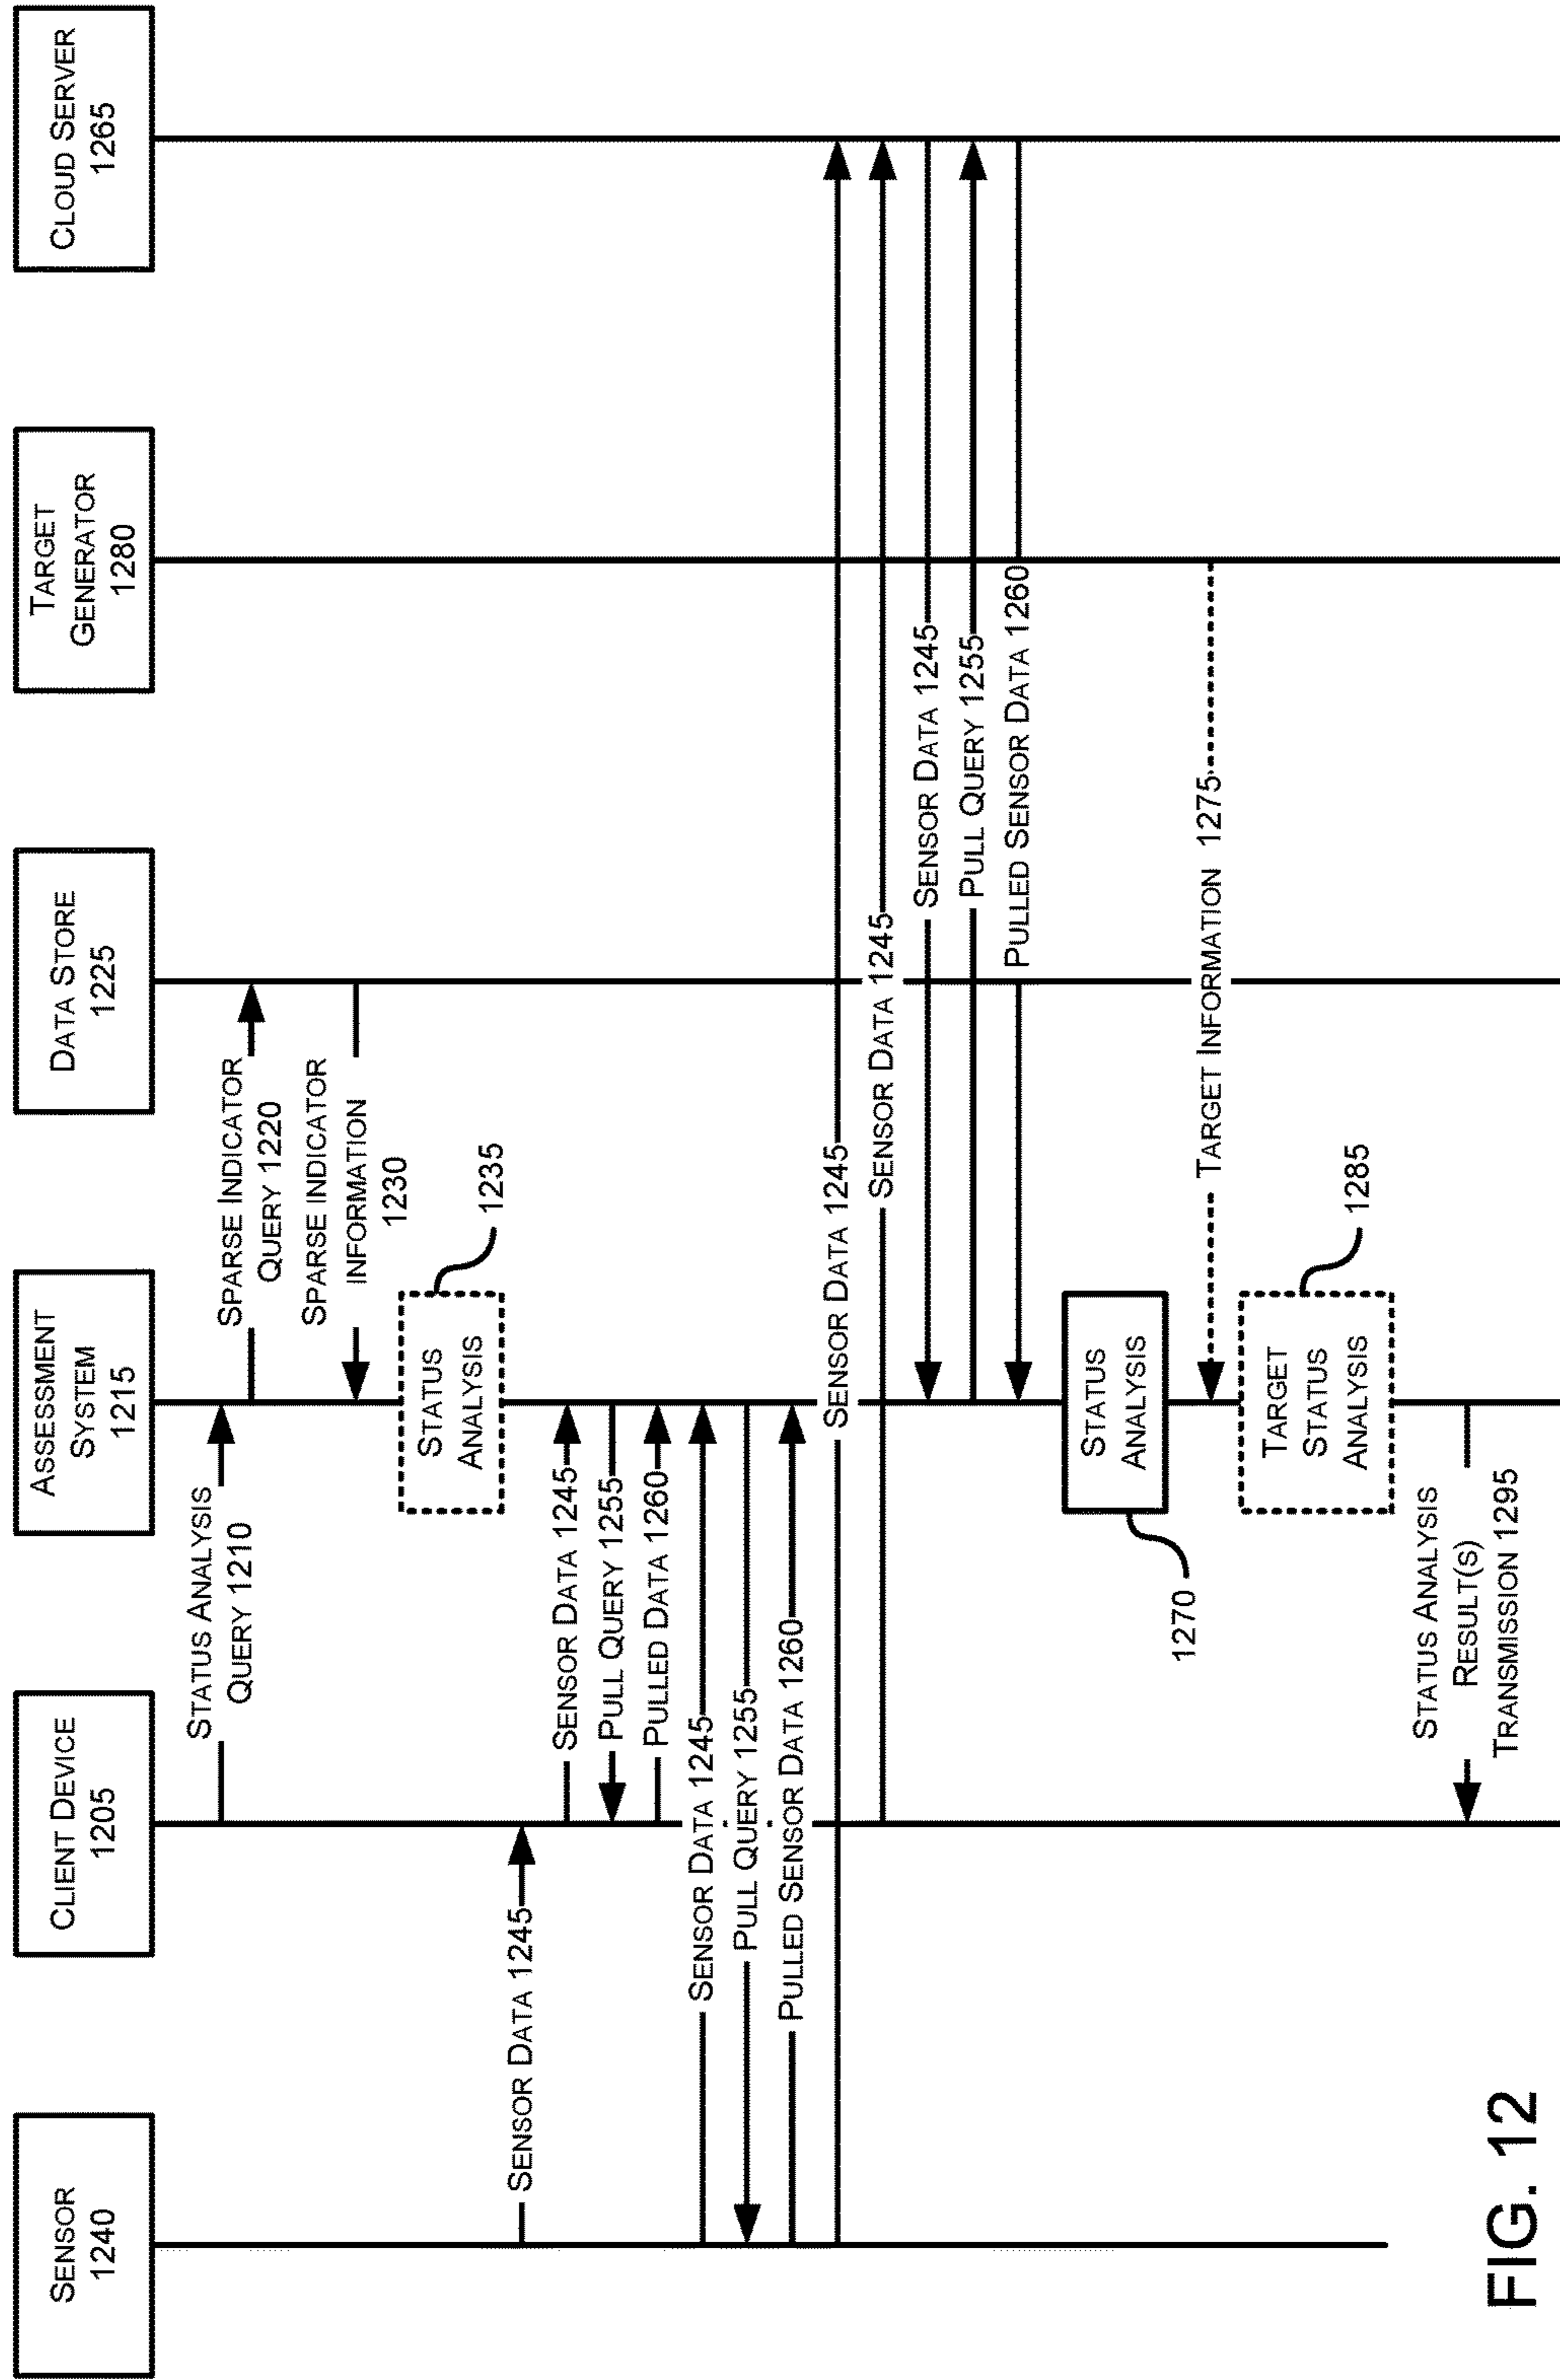 SENSOR
1240
CLIENT DEVICE
1205
ASSESSMENT
SYSTEM
1215
DATA STORE
1225
TARGET
GENERATOR
1280
CLOUD SERVER
1265
STATUS ANALYSIS
QUERY 1210
SPARSE INDICATOR
QUERY 1220
SPARSE INDICATOR
INFORMATION
1230
STATUS
ANALYSIS
1235
SENSOR DATA 1245
SENSOR DATA 1245
PULL QUERY 1255
PULLED DATA 1260
SENSOR DATA 1245
PULL QUERY 1255
PULLED SENSOR DATA 1260
SENSOR DATA 1245
SENSOR DATA 1245
SENSOR DATA 1245
PULL QUERY 1255
PULLED SENSOR DATA 1260
STATUS
ANALYSIS
1270
TARGET INFORMATION 1275
TARGET
STATUS
ANALYSIS
1285
STATUS ANALYSIS
RESULT(S)
TRANSMISSION 1295
FIG. 12